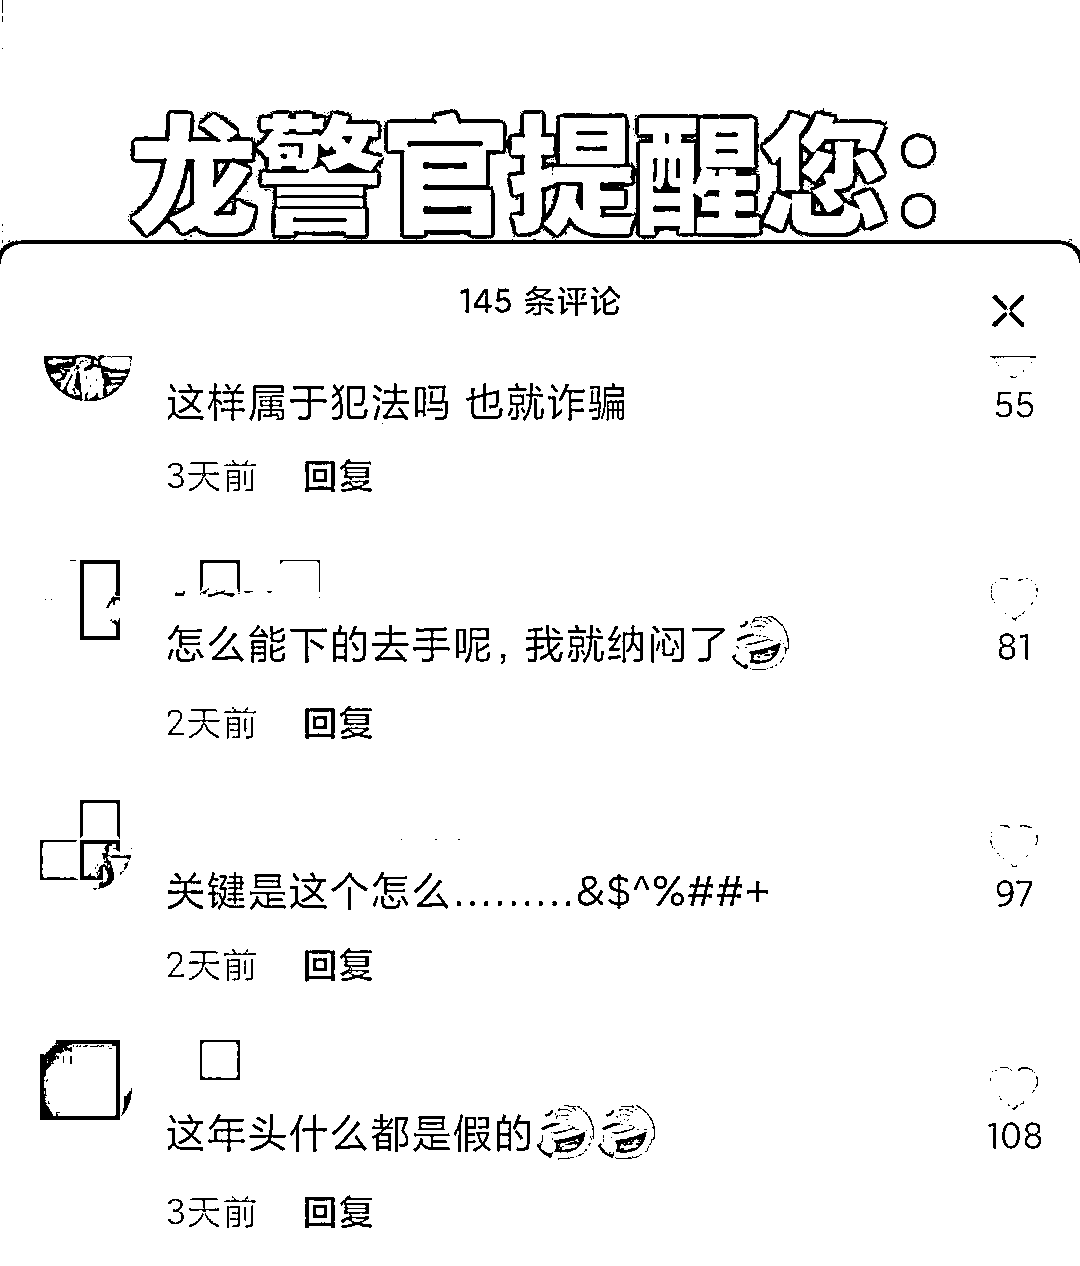 龙警官提醒您:
145 条评论
这样属于犯法吗 也就诈骗
55
3天前 回复
怎么能下的去手呢, 我就纳闷了
81
2天前 回复
关键是这个怎么.........&$^%##+
97
2天前 回复
这年头什么都是假的
108
3天前 回复